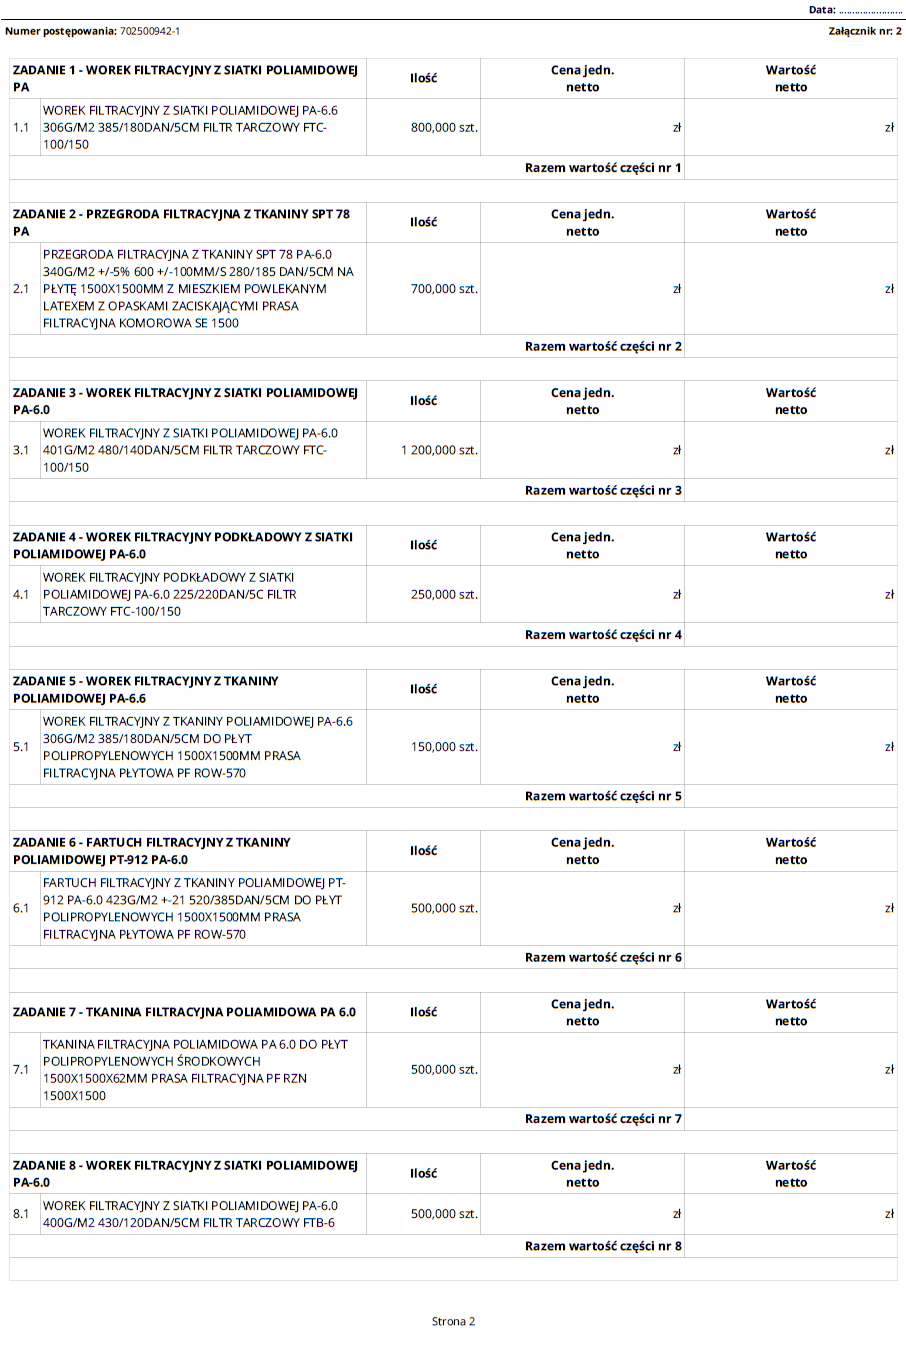 Data: ........................
Numer postępowania: 702500942-1
Załącznik nr: 2
ZADANIE 1 - WOREK FILTRACYJNY Z SIATKI POLIAMIDOWEJ
PA
Ilość
Cena jedn.
netto
Wartość
netto
1.1
WOREK FILTRACYJNY Z SIATKI POLIAMIDOWEJ PA-6.6
306G/M2 385/180DAN/5CM FILTR TARCZOWY FTC-
100/150
800,000 szt.
zł
zł
Razem wartość części nr 1
ZADANIE 2 - PRZEGRODA FILTRACYJNA Z TKANINY SPT 78
PA
Ilość
Cena jedn.
netto
Wartość
netto
2.1
PRZEGRODA FILTRACYJNA Z TKANINY SPT 78 PA-6.0
340G/M2 +/-5% 600 +/-100MM/S 280/185 DAN/5CM NA
PŁYTĘ 1500X1500MM Z MIESZKIEM POWLEKANYM
LATEXEM Z OPASKAMI ZACISKAJĄCYMI PRASA
FILTRACYJNA KOMOROWA SE 1500
700,000 szt.
zł
zł
Razem wartość części nr 2
ZADANIE 3 - WOREK FILTRACYJNY Z SIATKI POLIAMIDOWEJ
PA-6.0
Ilość
Cena jedn.
netto
Wartość
netto
3.1
WOREK FILTRACYJNY Z SIATKI POLIAMIDOWEJ PA-6.0
401G/M2 480/140DAN/5CM FILTR TARCZOWY FTC-
100/150
1 200,000 szt.
zł
zł
Razem wartość części nr 3
ZADANIE 4 - WOREK FILTRACYJNY PODKŁADOWY Z SIATKI
POLIAMIDOWEJ PA-6.0
Ilość
Cena jedn.
netto
Wartość
netto
4.1
WOREK FILTRACYJNY PODKŁADOWY Z SIATKI
POLIAMIDOWEJ PA-6.0 225/220DAN/5C FILTR
TARCZOWY FTC-100/150
250,000 szt.
zł
zł
Razem wartość części nr 4
ZADANIE 5 - WOREK FILTRACYJNY Z TKANINY
POLIAMIDOWEJ PA-6.6
Ilość
Cena jedn.
netto
Wartość
netto
5.1
WOREK FILTRACYJNY Z TKANINY POLIAMIDOWEJ PA-6.6
306G/M2 385/180DAN/5CM DO PŁYT
POLIPROPYLENOWYCH 1500X1500MM PRASA
FILTRACYJNA PŁYTOWA PF ROW-570
150,000 szt.
zł
zł
Razem wartość części nr 5
ZADANIE 6 - FARTUCH FILTRACYJNY Z TKANINY
POLIAMIDOWEJ PT-912 PA-6.0
Ilość
Cena jedn.
netto
Wartość
netto
6.1
FARTUCH FILTRACYJNY Z TKANINY POLIAMIDOWEJ PT-
912 PA-6.0 423G/M2 +-21 520/385DAN/5CM DO PŁYT
POLIPROPYLENOWYCH 1500X1500MM PRASA
FILTRACYJNA PŁYTOWA PF ROW-570
500,000 szt.
zł
zł
Razem wartość części nr 6
ZADANIE 7 - TKANINA FILTRACYJNA POLIAMIDOWA PA 6.0
Ilość
Cena jedn.
netto
Wartość
netto
7.1
TKANINA FILTRACYJNA POLIAMIDOWA PA 6.0 DO PŁYT
POLIPROPYLENOWYCH ŚRODKOWYCH
1500X1500X62MM PRASA FILTRACYJNA PF RZN
1500X1500
500,000 szt.
zł
zł
Razem wartość części nr 7
ZADANIE 8 - WOREK FILTRACYJNY Z SIATKI POLIAMIDOWEJ
PA-6.0
Ilość
Cena jedn.
netto
Wartość
netto
8.1
WOREK FILTRACYJNY Z SIATKI POLIAMIDOWEJ PA-6.0
400G/M2 430/120DAN/5CM FILTR TARCZOWY FTB-6
500,000 szt.
zł
zł
Razem wartość części nr 8
Strona 2